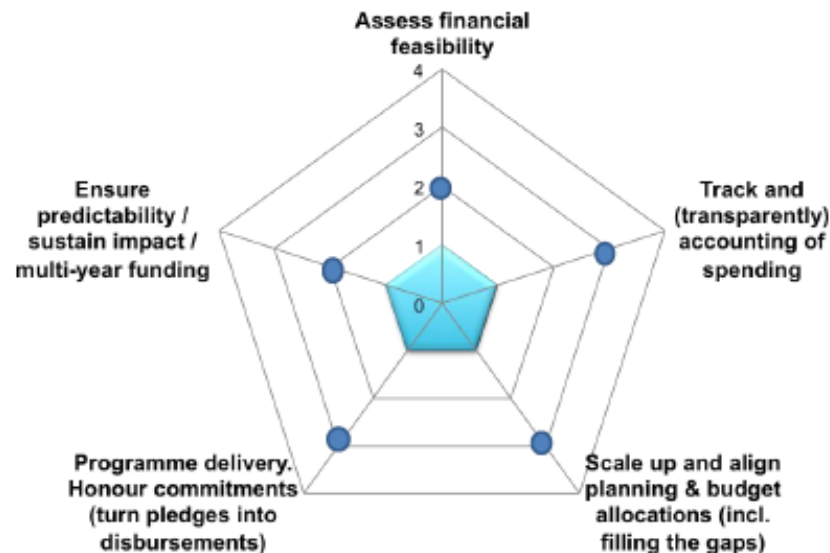 Assess financial
feasibility
4
3
2
1
0
Ensure
predictability /
sustain impact /
multi-year funding
Track and
(transparently)
accounting of
spending
Programme delivery.
Honour commitments
(turn pledges into
disbursements)
Scale up and align
planning & budget
allocations (incl.
filling the gaps)